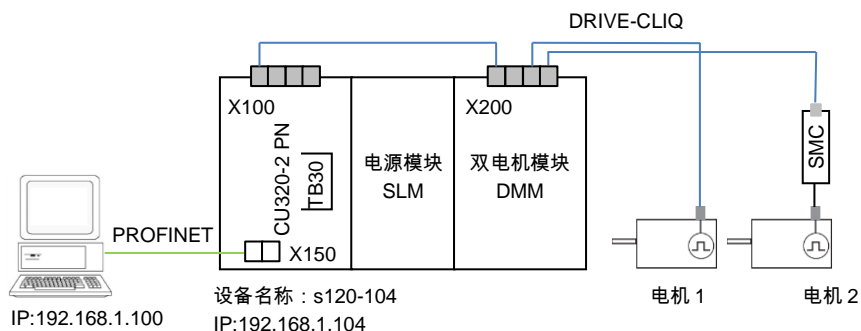 DRIVE-CLIQ
X100
X200
CU320-2 PN
TB30
电源模块
SLM
双电机模块
DMM
SMC
PROFINET
X150
设备名称：s120-104
IP:192.168.1.104
IP:192.168.1.100
电机 1
电机 2